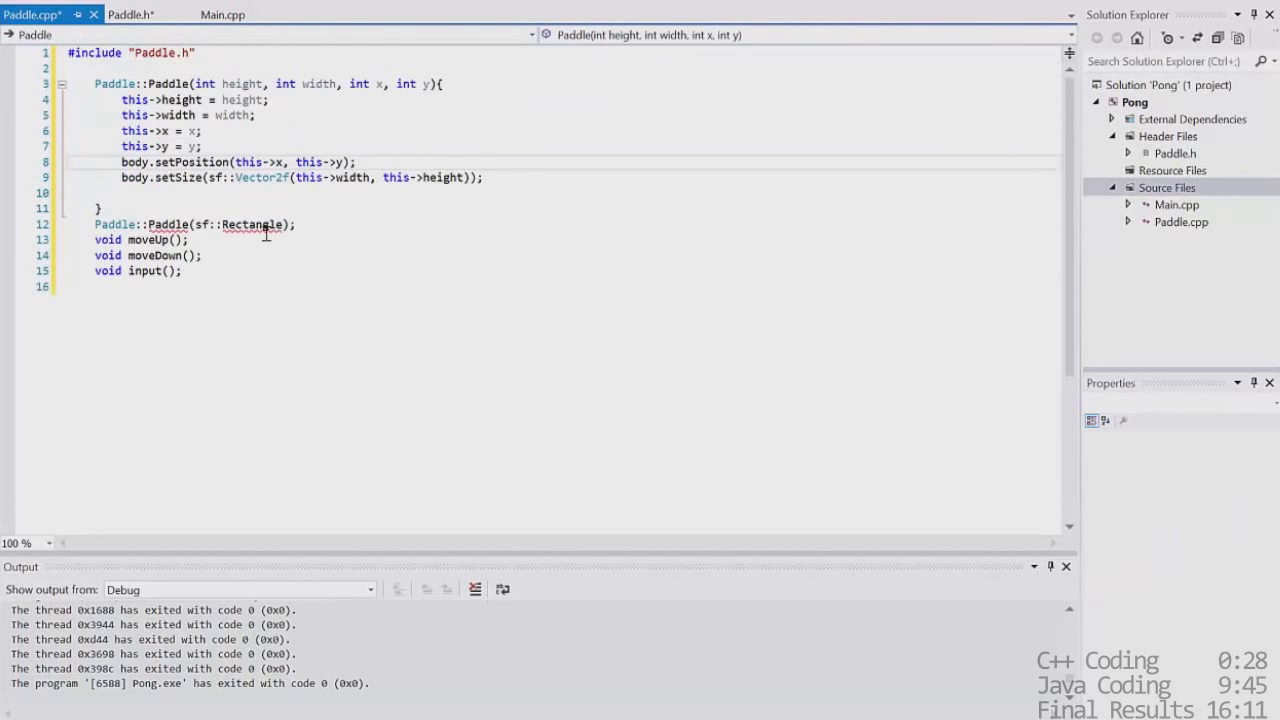 Paddle.cpp*
Paddle.h*
Main.cpp
Paddle
Paddle(int height, int width, int x, int y)
1 #include "Paddle.h"
2
3 Paddle::Paddle(int height, int width, int x, int y){
4 this->height = height;
5 this->width = width;
6 this->x = x;
7 this->y = y;
8 body.setPosition(this->x, this->y);
9 body.setSize(sf::Vector2f(this->width, this->height));
10
11 }
12 Paddle::Paddle(sf::Rectangle);
13 void moveUp();
14 void moveDown();
15 void input();
16
100 %
Output
Show output from: Debug
The thread 0x1688 has exited with code 0 (0x0).
The thread 0x3944 has exited with code 0 (0x0).
The thread 0xd44 has exited with code 0 (0x0).
The thread 0x3698 has exited with code 0 (0x0).
The thread 0x398c has exited with code 0 (0x0).
The program '[6588] Pong.exe' has exited with code 0 (0x0).
Solution Explorer
Search Solution Explorer (Ctrl+;)
Solution 'Pong' (1 project)
Pong
External Dependencies
Header Files
Paddle.h
Resource Files
Source Files
Main.cpp
Paddle.cpp
Properties
C++ Coding 0:28
Java Coding 9:45
Final Results 16:11